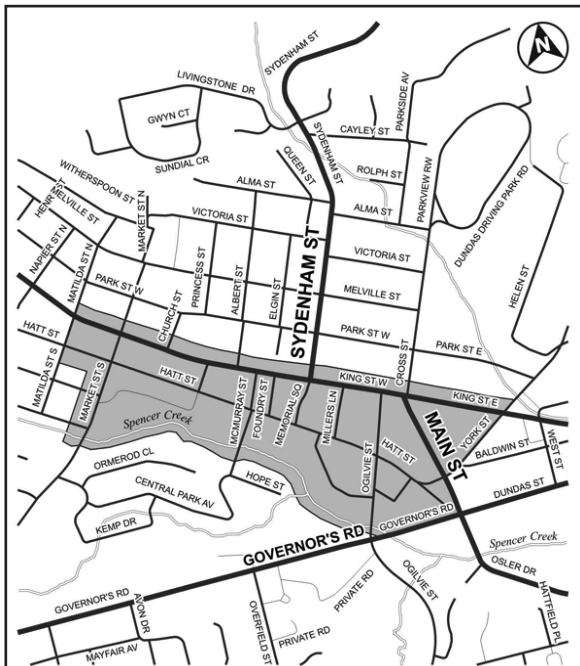 N
SYDENHAM ST
LIVINGSTONE DR
PARKSIDE AV
GWYN CT
SYDENHAM ST
CAYLEY ST
SUNDIAL CR
QUEEN ST
ROLPH ST
PARKVIEW RW
DUNDAS DRIVING PARK RD
WITHERSPOON ST
ALMA ST
HENRY ST
MELVILLE ST
MARKET ST N
VICTORIA ST
ALMA ST
NAPIER ST N
MATILDA ST N
PRINCESS ST
ALBERT ST
ELGIN ST
SYDENHAM ST
VICTORIA ST
HELEN ST
PARK ST W
CHURCH ST
MELVILLE ST
PARK ST W
CROSS ST
PARK ST E
HATT ST
MATILDA ST S
MARKET ST S
HATT ST
MCMURRAY ST
FOUNDRY ST
MEMORIAL SQ
MILLERS LN
KING ST W
KING ST E
Spencer Creek
OGILVIE ST
HATT ST
MAIN ST
YORK ST
BALDWIN ST
WEST ST
ORMEROD CL
CENTRAL PARK AV
HOPE ST
DUNDAS ST
KEMP DR
GOVERNOR'S RD
GOVERNOR'S RD
Spencer Creek
OSLER DR
GOVERNOR'S RD
AVON DR
OVERFIELD ST
PRIVATE RD
OGILVIE ST
HATTFIELD PL
MAYFAIR AV
PRIVATE RD